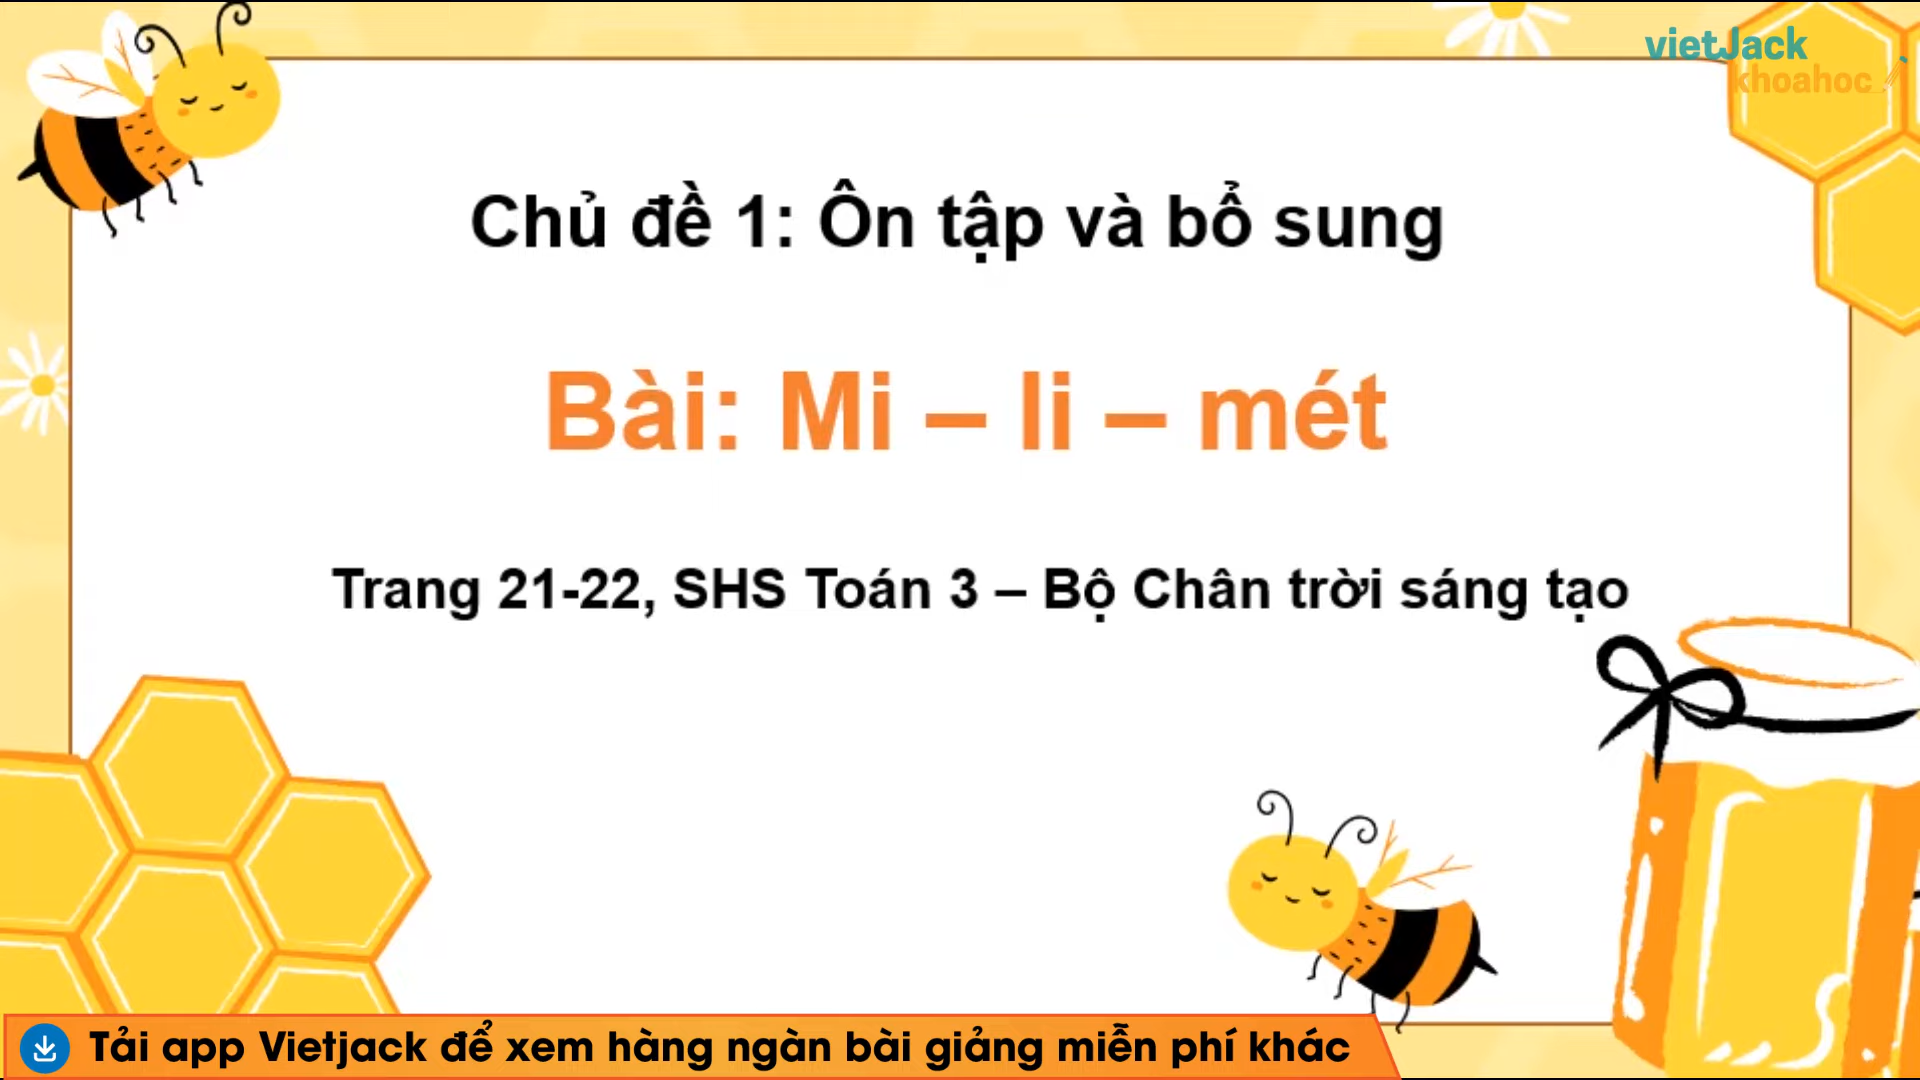 vietJack
khoahoc
Chủ đề 1: Ôn tập và bổ sung
Bài: Mi – li – mét
Trang 21-22, SHS Toán 3 – Bộ Chân trời sáng tạo
Tải app Vietjack để xem hàng ngàn bài giảng miễn phí khác